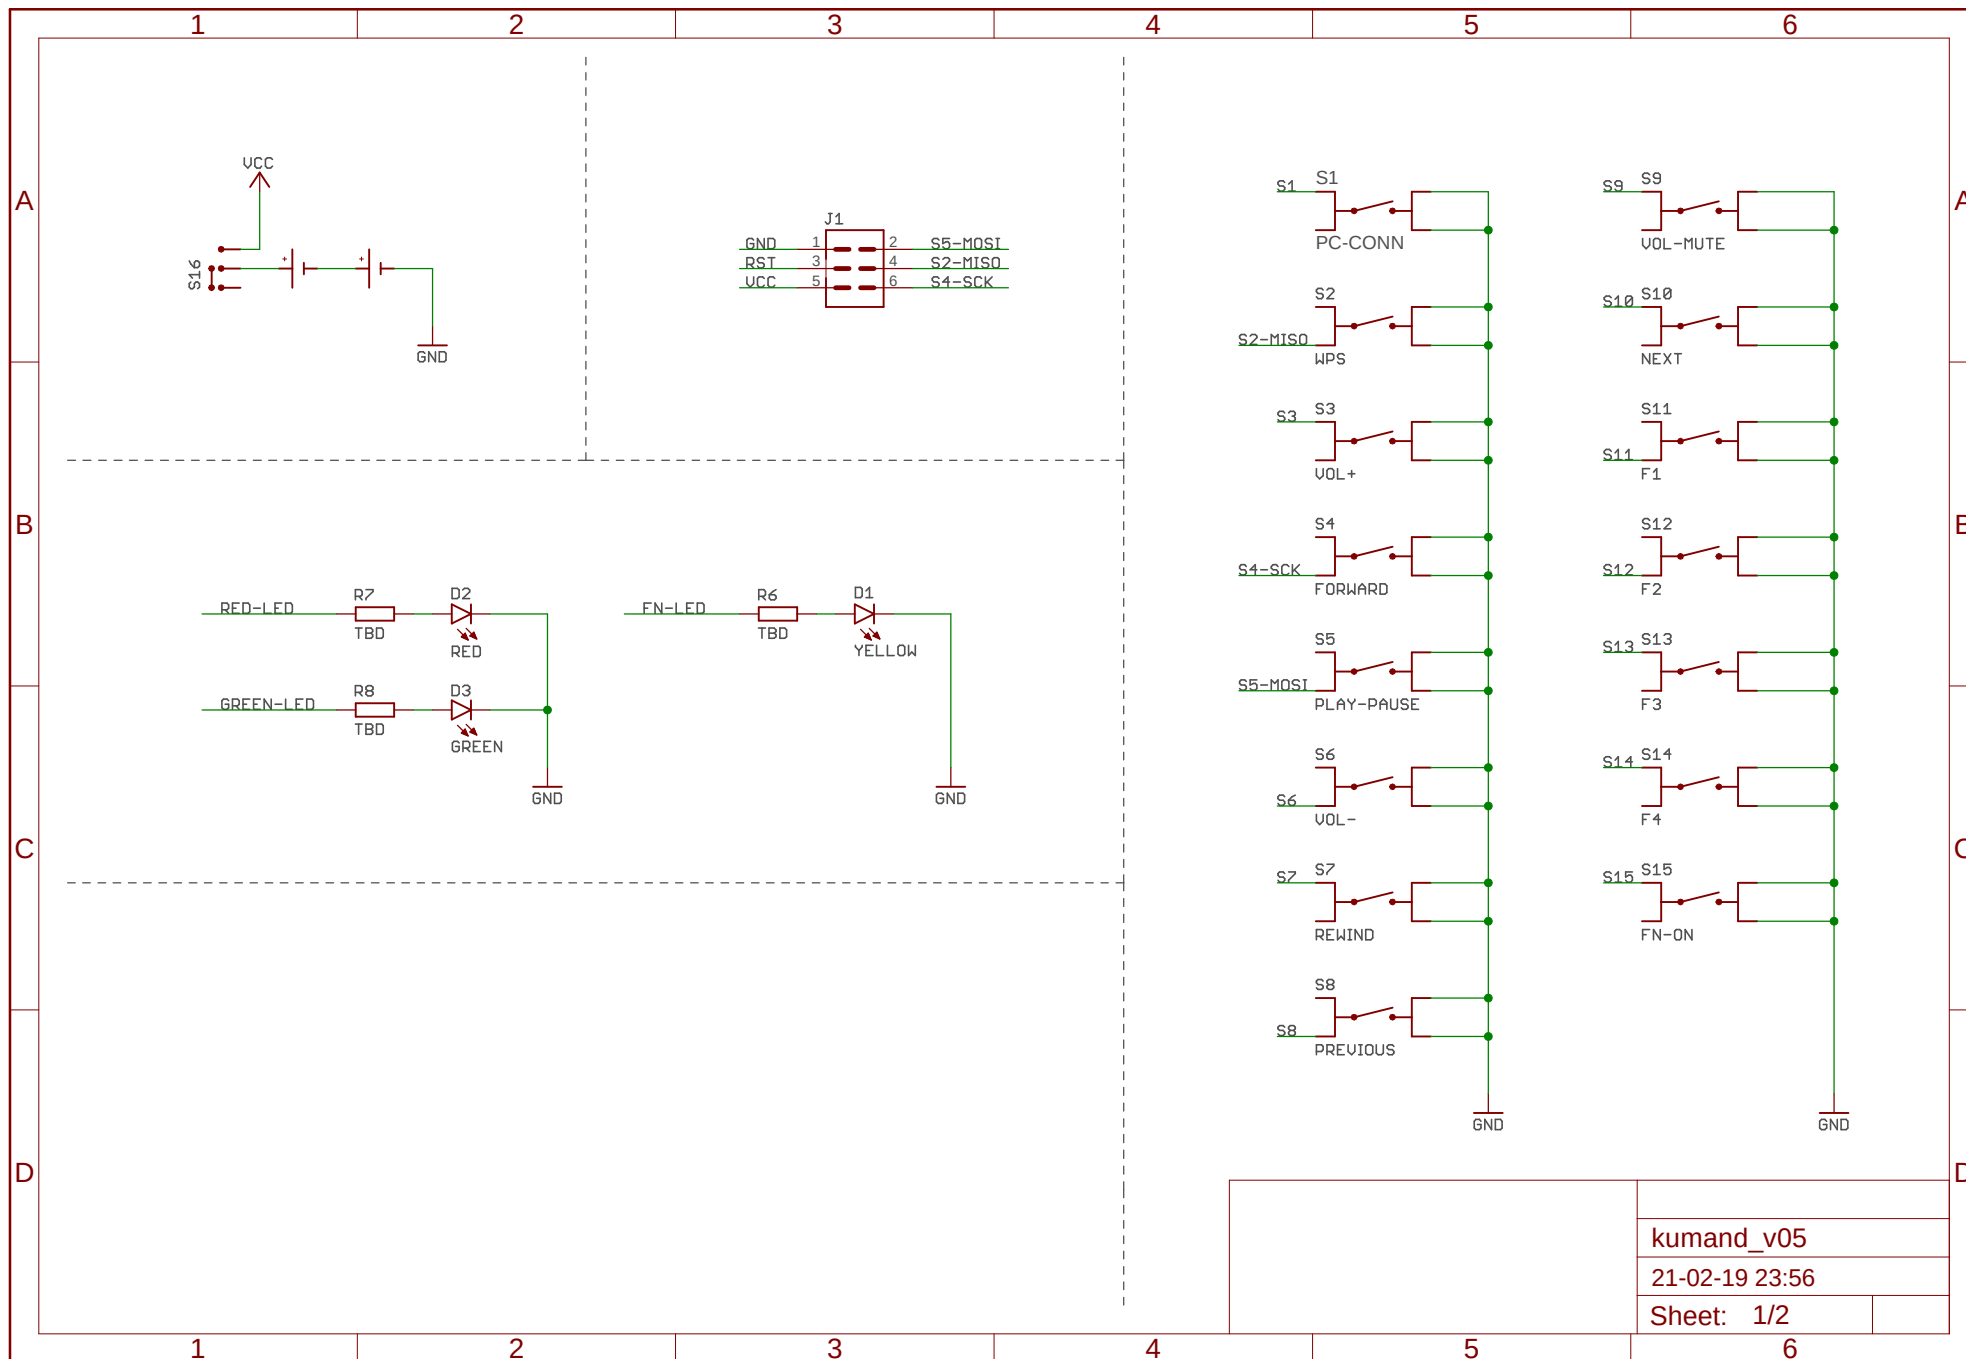 1 2 3 4 5 6
A
B
C
D
VCC
S16
+
+
GND
J1
GND 1 2 S5-MOSI
RST 3 4 S2-MISO
VCC 5 6 S4-SCK
RED-LED R7 D2
TBD RED
GREEN-LED R8 D3
TBD GREEN
GND
FN-LED R6 D1
TBD YELLOW
GND
S1 S1
PC-CONN
S2
S2-MISO
WPS
S3 S3
VOL+
S4
S4-SCK
FORWARD
S5
S5-MOSI
PLAY-PAUSE
S6
S6
VOL-
S7 S7
REWIND
S8
S8
PREVIOUS
GND
S9 S9
VOL-MUTE
S10 S10
NEXT
S11
S11
F1
S12
S12
F2
S13 S13
F3
S14 S14
F4
S15 S15
FN-ON
GND
A
B
C
D
kumand_v05
21-02-19 23:56
Sheet: 1/2
1 2 3 4 5 6